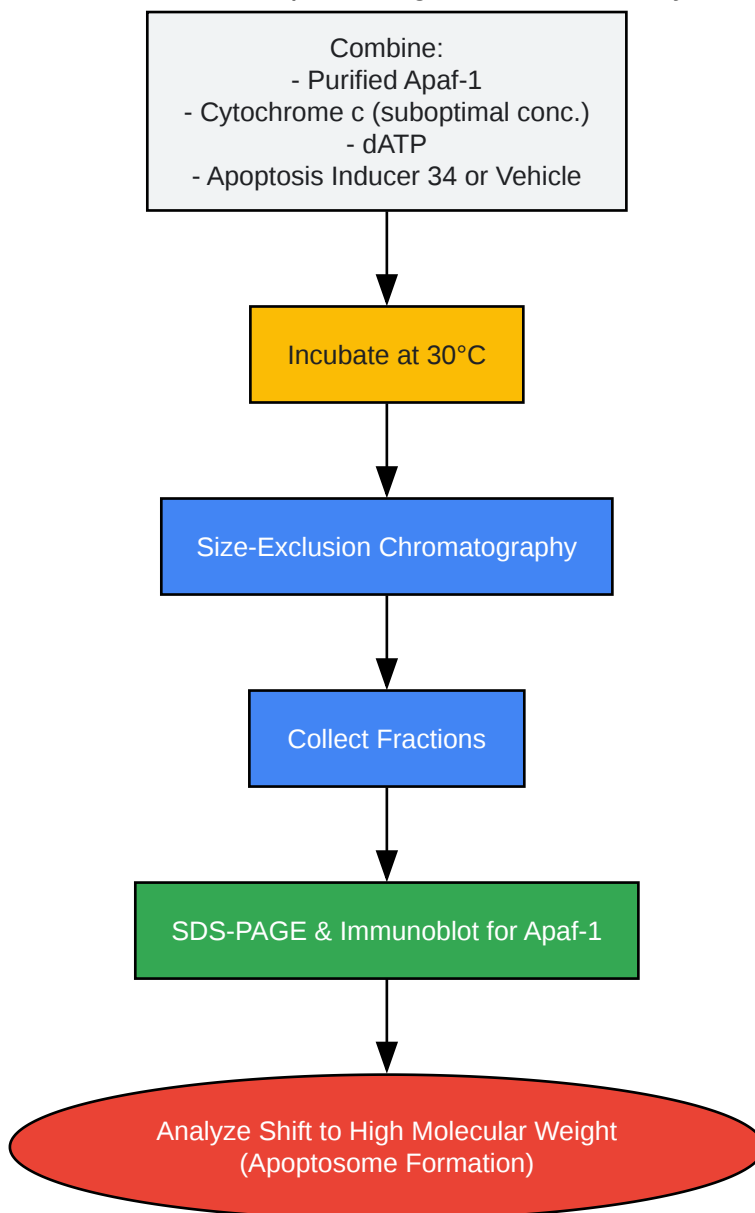 Combine:
- Purified Apaf-1
- Cytochrome c (suboptimal conc.)
- dATP
- Apoptosis Inducer 34 or Vehicle
Incubate at 30°C
Size-Exclusion Chromatography
Collect Fractions
SDS-PAGE & Immunoblot for Apaf-1
Analyze Shift to High Molecular Weight
(Apoptosome Formation)